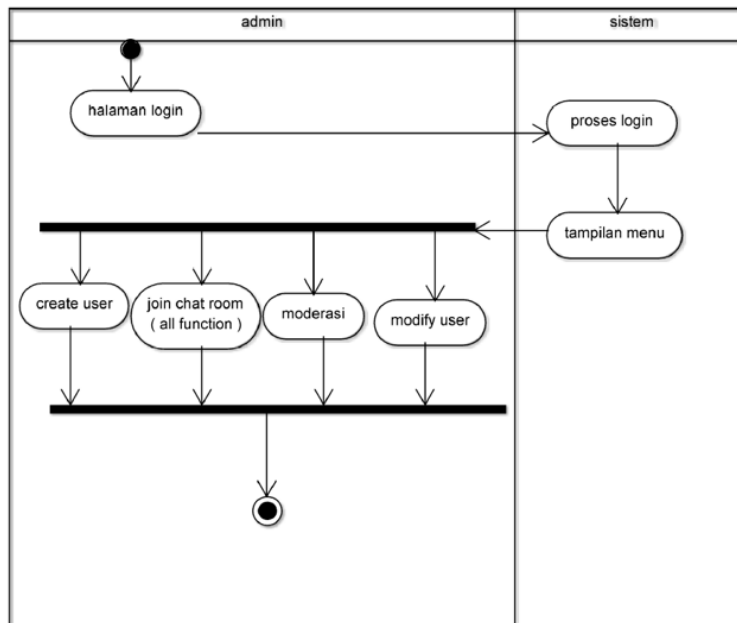 admin
sistem
halaman login
proses login
tampilan menu
create user
join chat room
( all function )
moderasi
modify user